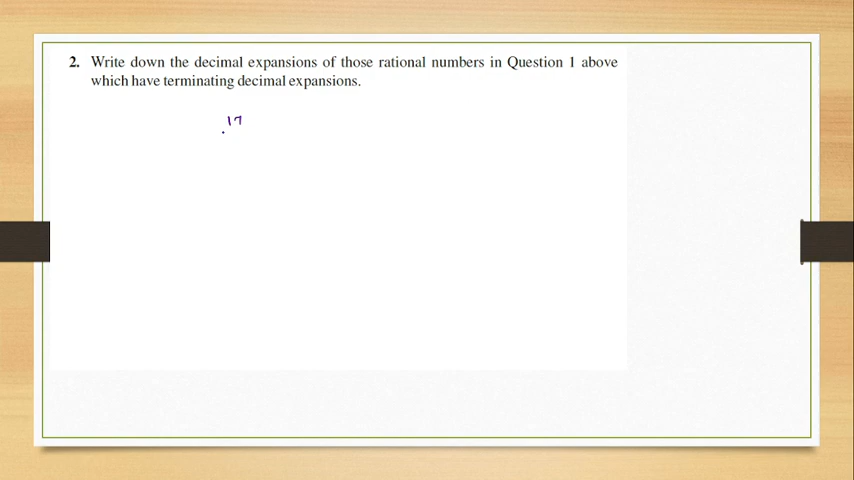 2. Write down the decimal expansions of those rational numbers in Question 1 above
which have terminating decimal expansions.
17